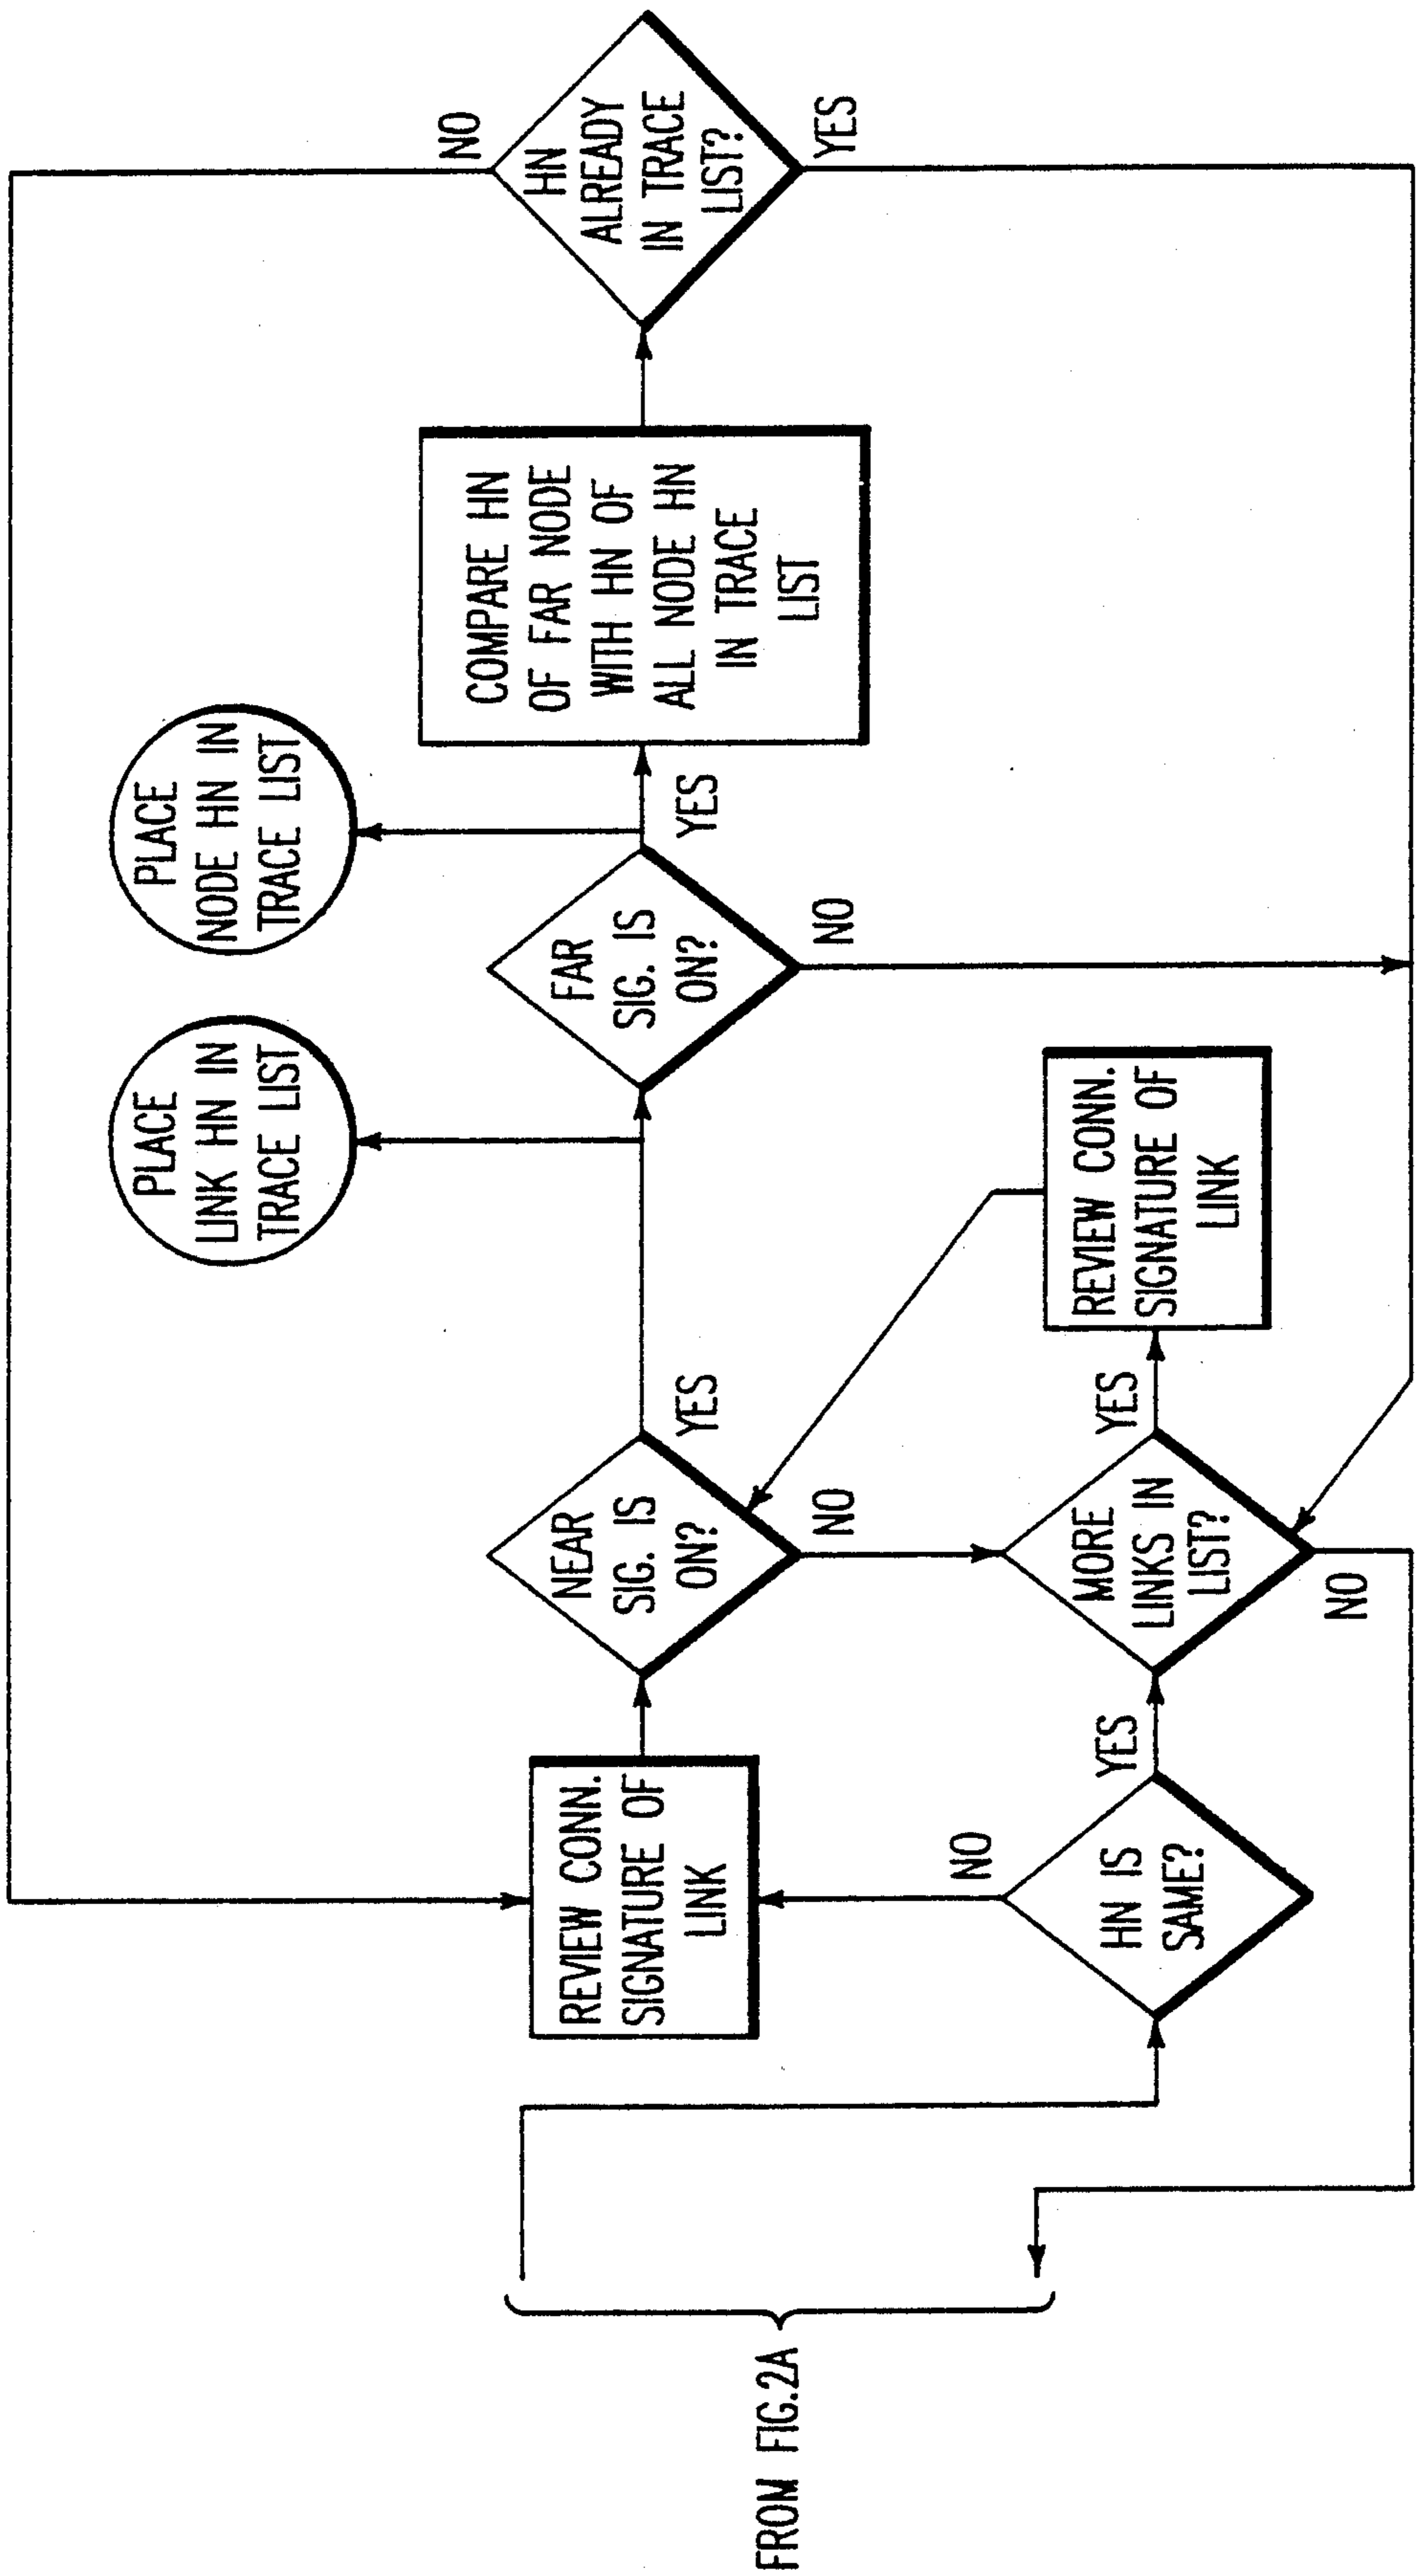 FROM FIG.2A
HN IS
SAME?
NO
YES
REVIEW CONN.
SIGNATURE OF
LINK
NEAR
SIG. IS
ON?
YES
NO
MORE
LINKS IN
LIST?
YES
NO
REVIEW CONN.
SIGNATURE OF
LINK
PLACE
LINK HN IN
TRACE LIST
FAR
SIG. IS
ON?
YES
NO
PLACE
NODE HN IN
TRACE LIST
COMPARE HN
OF FAR NODE
WITH HN OF
ALL NODE HN
IN TRACE
LIST
HN
ALREADY
IN TRACE
LIST?
NO
YES